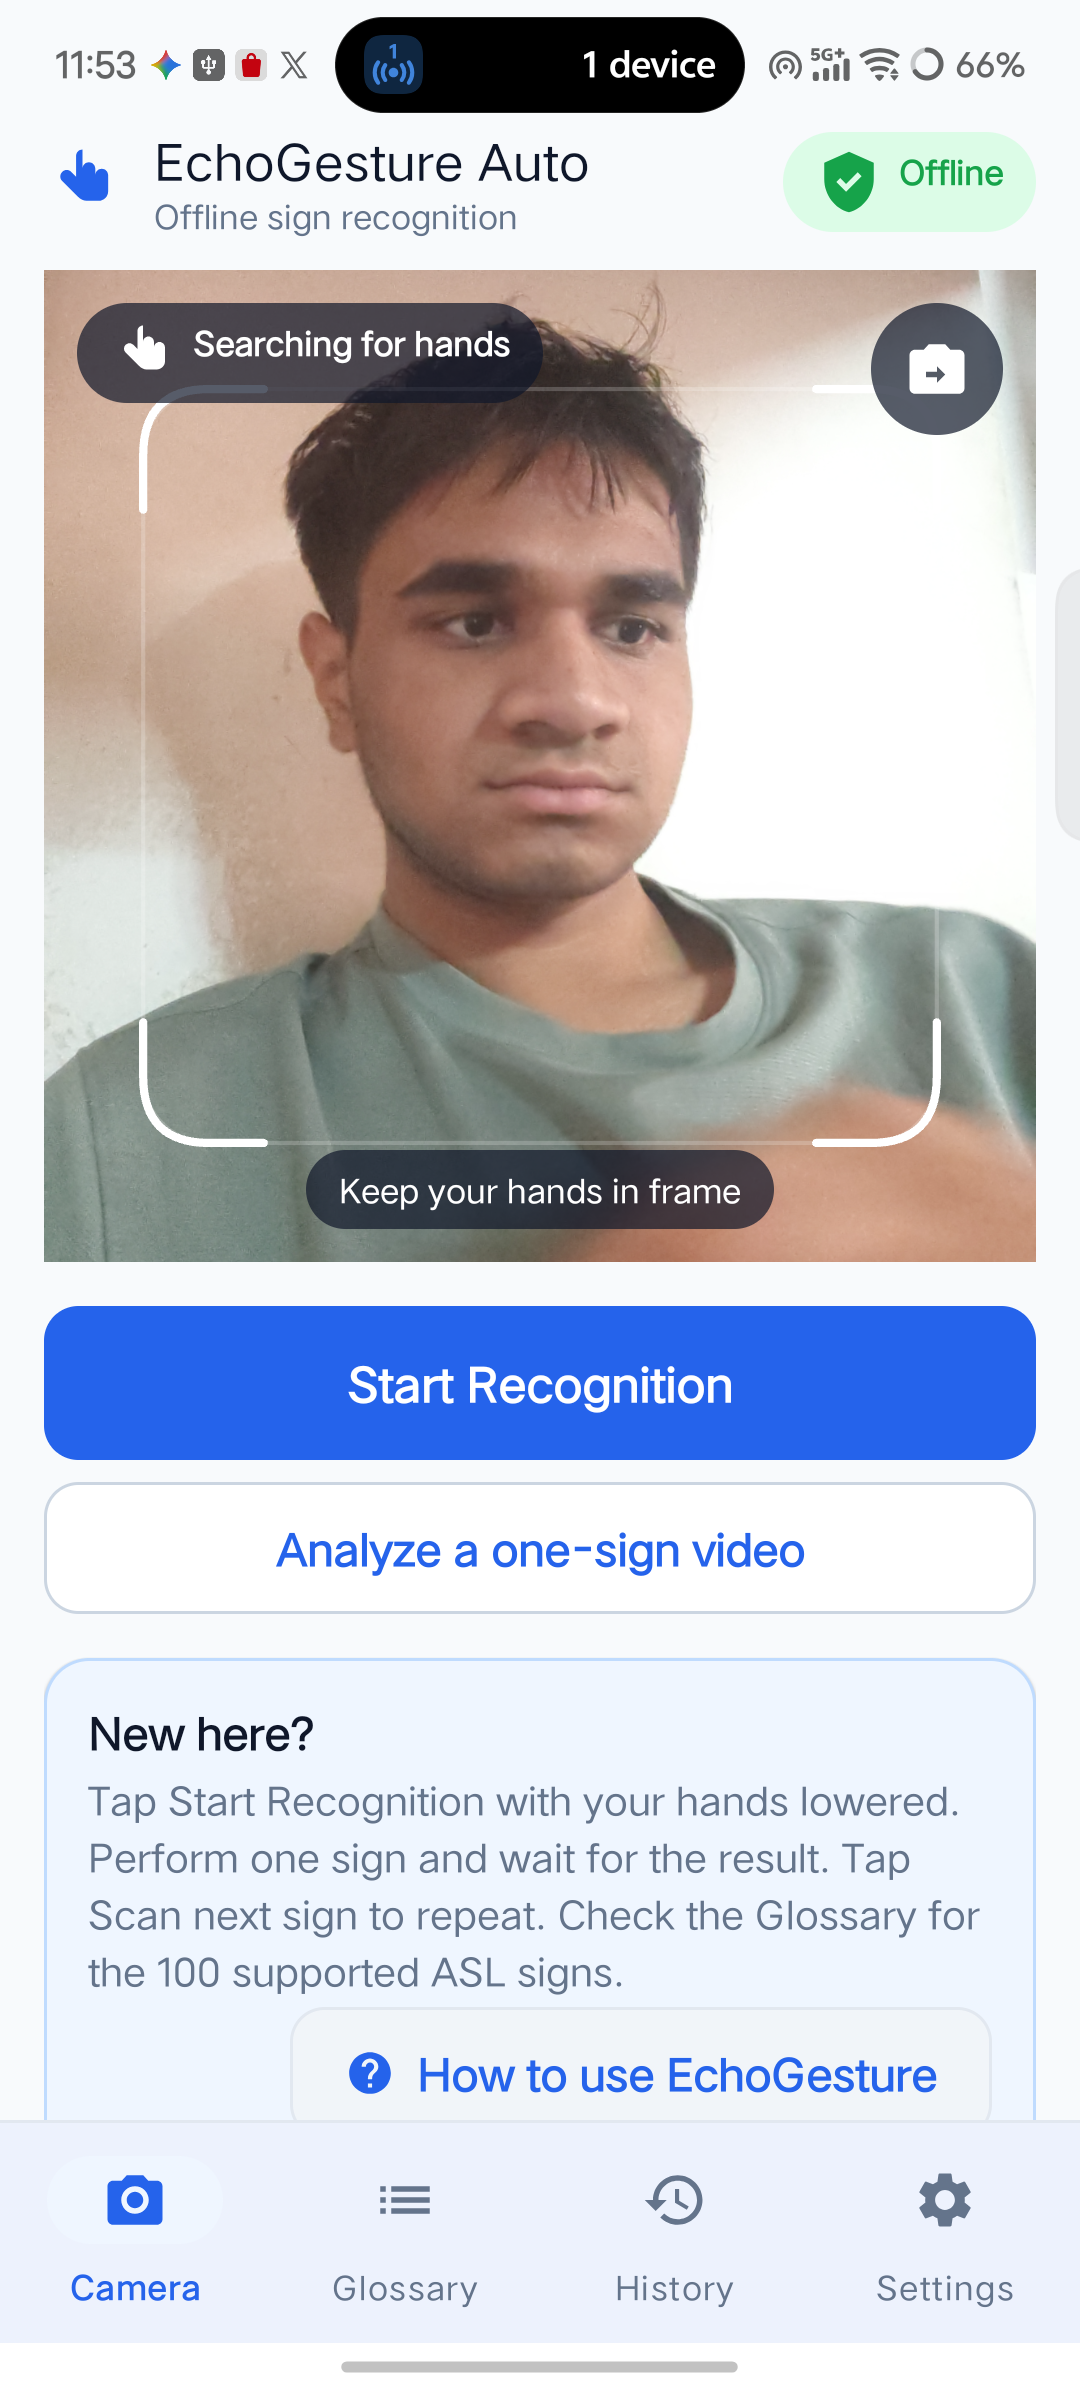 11:53
1
1 device
5G+
66%
EchoGesture Auto
Offline sign recognition
Offline
Searching for hands
Keep your hands in frame
Start Recognition
Analyze a one-sign video
New here?
Tap Start Recognition with your hands lowered.
Perform one sign and wait for the result. Tap
Scan next sign to repeat. Check the Glossary for
the 100 supported ASL signs.
How to use EchoGesture
Camera
Glossary
History
Settings